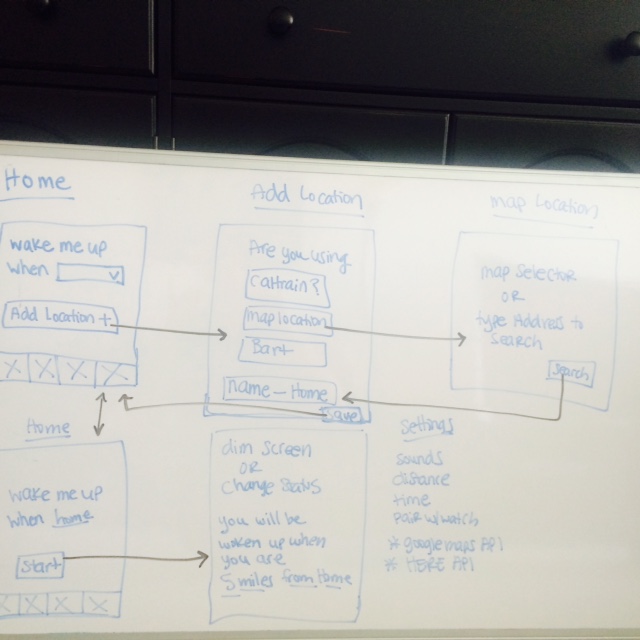 Home
wake me up
when
Add Location +
Add Location
Are you using
Caltrain?
map location
Bart
name - Home
Save
map Location
map Selector
OR
type Address to
Search
Search
Home
wake me up
when home
Start
dim Screen
OR
Change Status
you will be
woken up when
you are
5 miles from Home
Settings
Sounds
distance
time
Pair w/watch
* google maps API
* HERE API